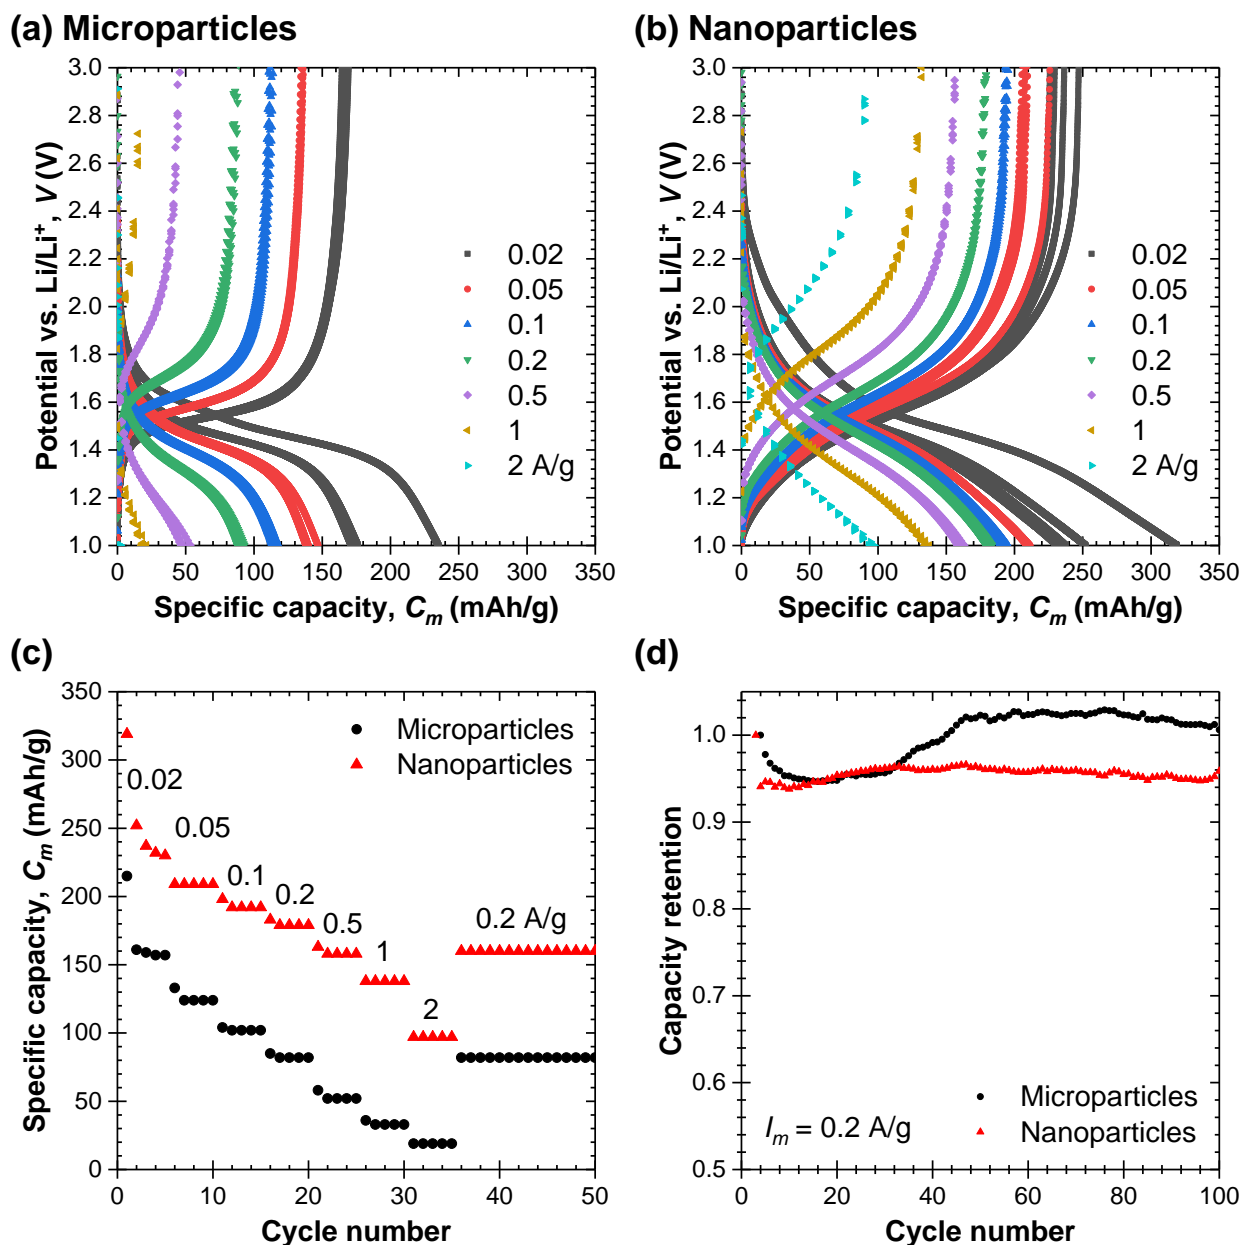 (a) Microparticles
Potential vs. Li/Li⁺, V (V)
3.0
2.8
2.6
2.4
2.2
2.0
1.8
1.6
1.4
1.2
1.0
0.02
0.05
0.1
0.2
0.5
1
2 A/g
0 50 100 150 200 250 300 350
Specific capacity, Cₘ (mAh/g)
(b) Nanoparticles
Potential vs. Li/Li⁺, V (V)
3.0
2.8
2.6
2.4
2.2
2.0
1.8
1.6
1.4
1.2
1.0
0.02
0.05
0.1
0.2
0.5
1
2 A/g
0 50 100 150 200 250 300 350
Specific capacity, Cₘ (mAh/g)
(c)
Specific capacity, Cₘ (mAh/g)
350
300
250
200
150
100
50
0
Microparticles
Nanoparticles
0.02
0.05
0.1
0.2
0.5
1
2
0.2 A/g
0 10 20 30 40 50
Cycle number
(d)
Capacity retention
1.0
0.9
0.8
0.7
0.6
0.5
Microparticles
Nanoparticles
Iₘ = 0.2 A/g
0 20 40 60 80 100
Cycle number